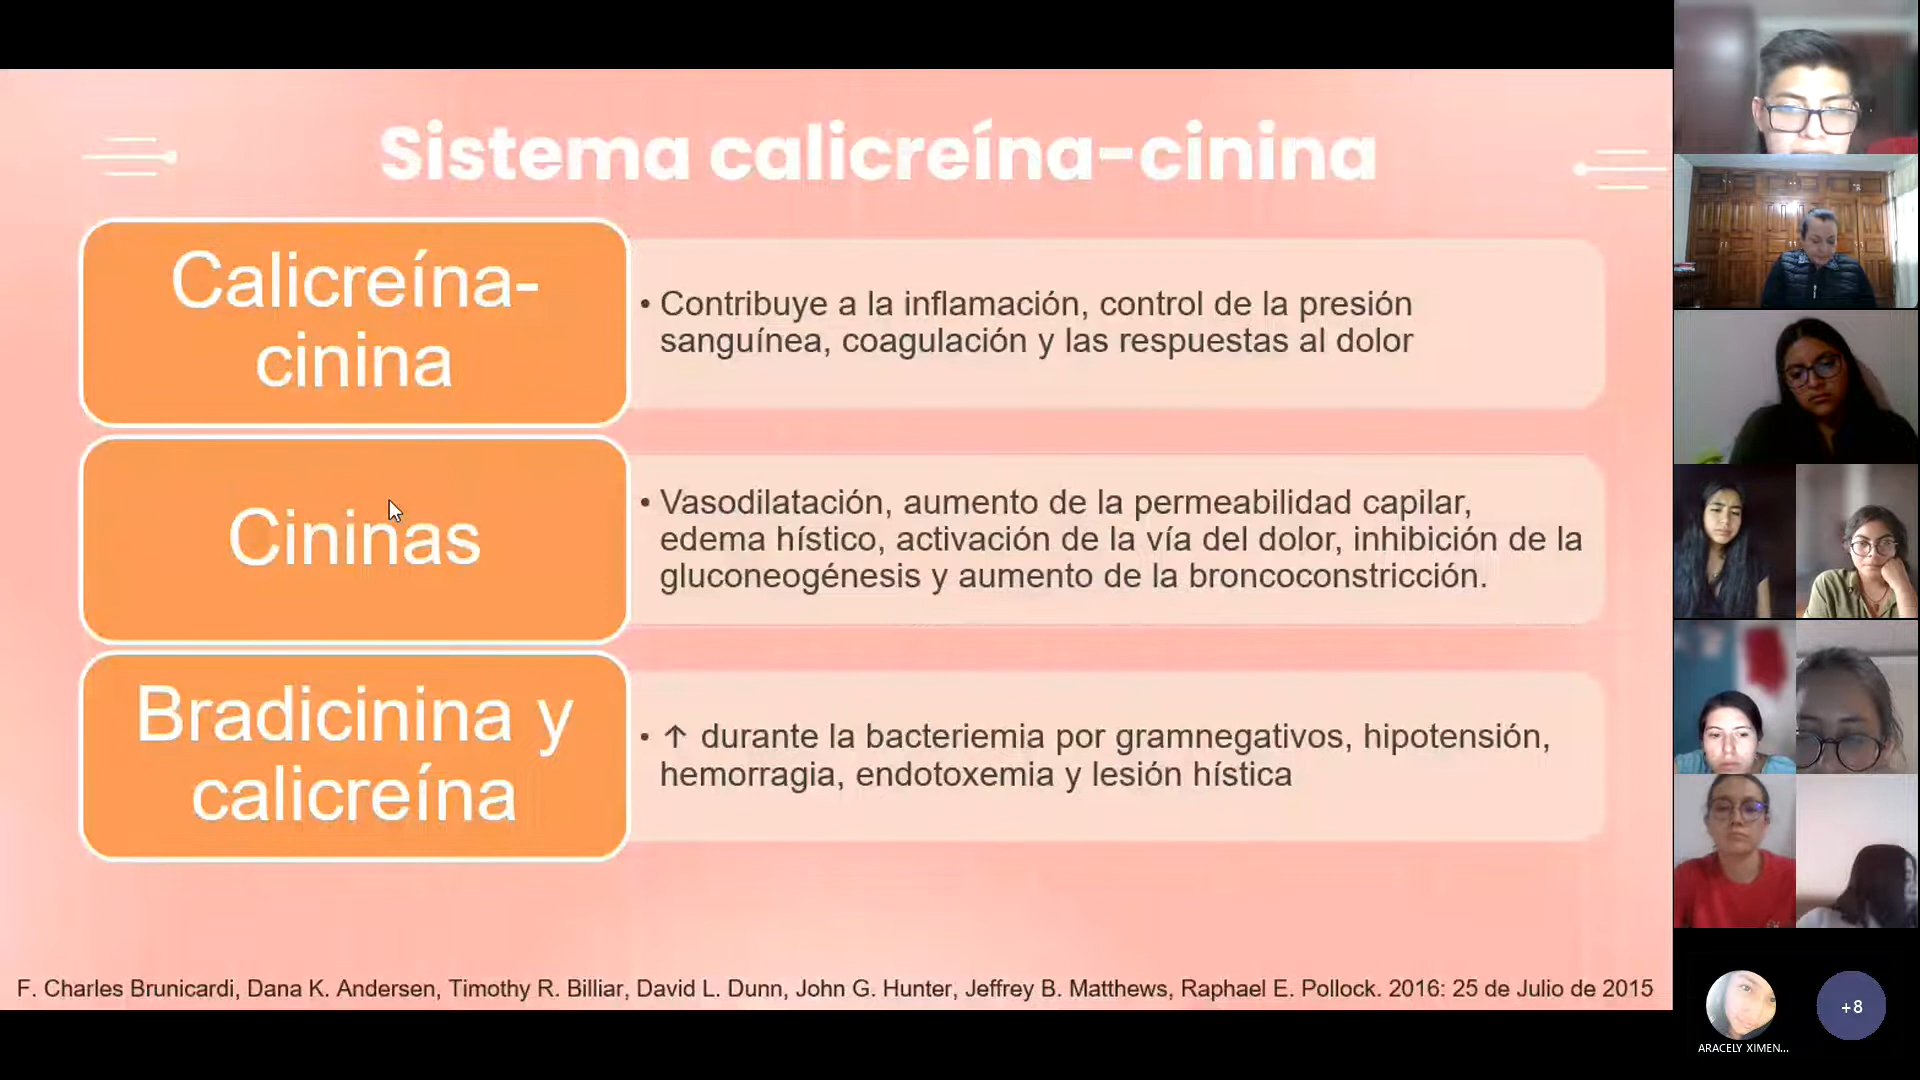 Sistema calicreína-cinina
Calicreína-
cinina
• Contribuye a la inflamación, control de la presión
sanguínea, coagulación y las respuestas al dolor
Cininas
• Vasodilatación, aumento de la permeabilidad capilar,
edema hístico, activación de la vía del dolor, inhibición de la
gluconeogénesis y aumento de la broncoconstricción.
Bradicinina y
calicreína
• ↑ durante la bacteriemia por gramnegativos, hipotensión,
hemorragia, endotoxemia y lesión hística
F. Charles Brunicardi, Dana K. Andersen, Timothy R. Billiar, David L. Dunn, John G. Hunter, Jeffrey B. Matthews, Raphael E. Pollock. 2016: 25 de Julio de 2015
+8
ARACELY XIMEN...